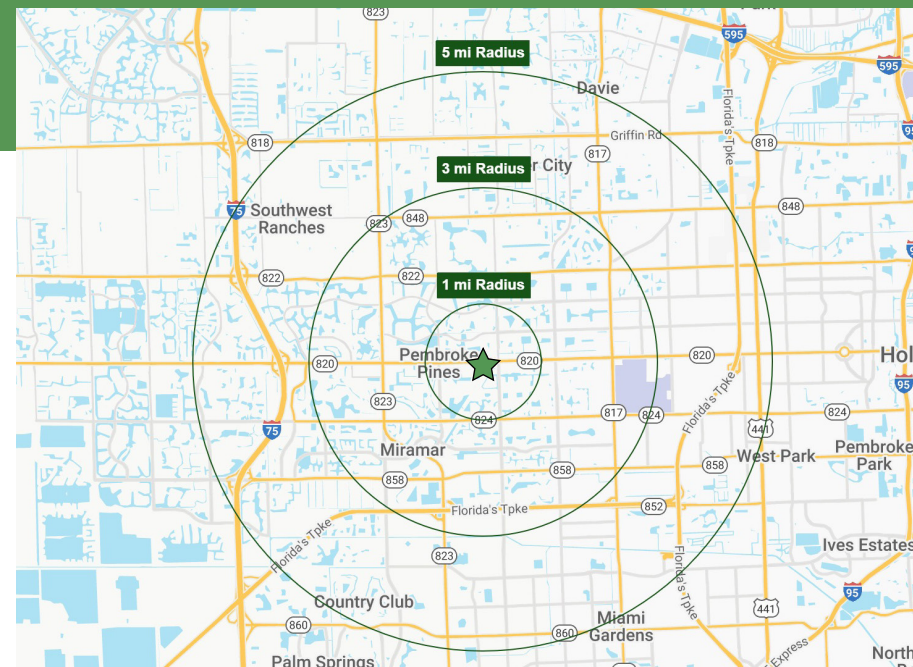 823
595
5 mi Radius
595
Davie
Florida's Tpke
Griffin Rd
818
818
817
3 mi Radius
r City
75
Southwest
Ranches
823
848
848
822
822
1 mi Radius
Pembroke
Pines
820
820
820
Hol
95
823
817
824
824
824
Florida's Tpke
441
75
Miramar
West Park
Pembroke
Park
858
858
858
Florida's Tpke
852
Florida's Tpke
823
Ives Estates
Florida's Tpke
95
Country Club
441
860
860
Miami
Gardens
Express
North
Palm Springs